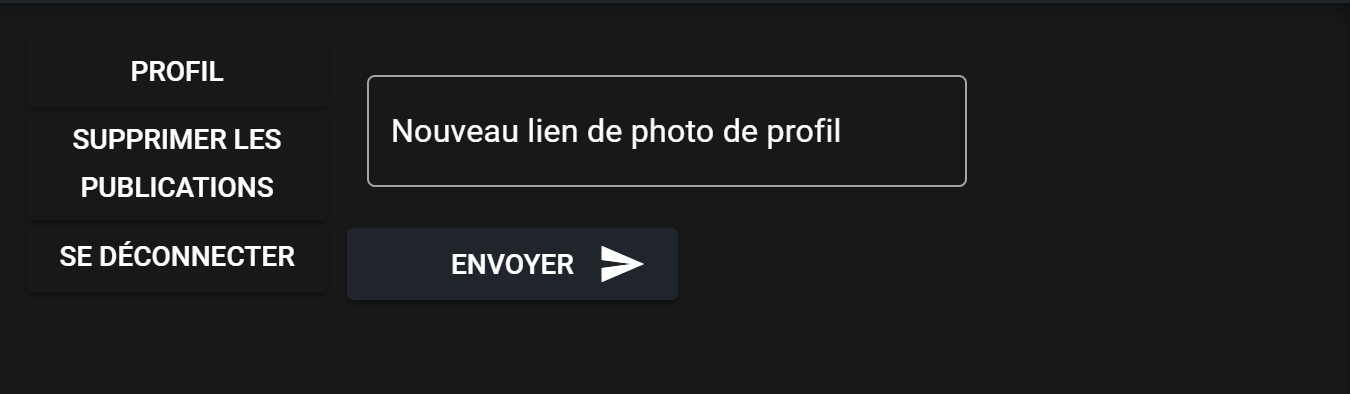 PROFIL
SUPPRIMER LES
PUBLICATIONS
SE DÉCONNECTER
Nouveau lien de photo de profil
ENVOYER